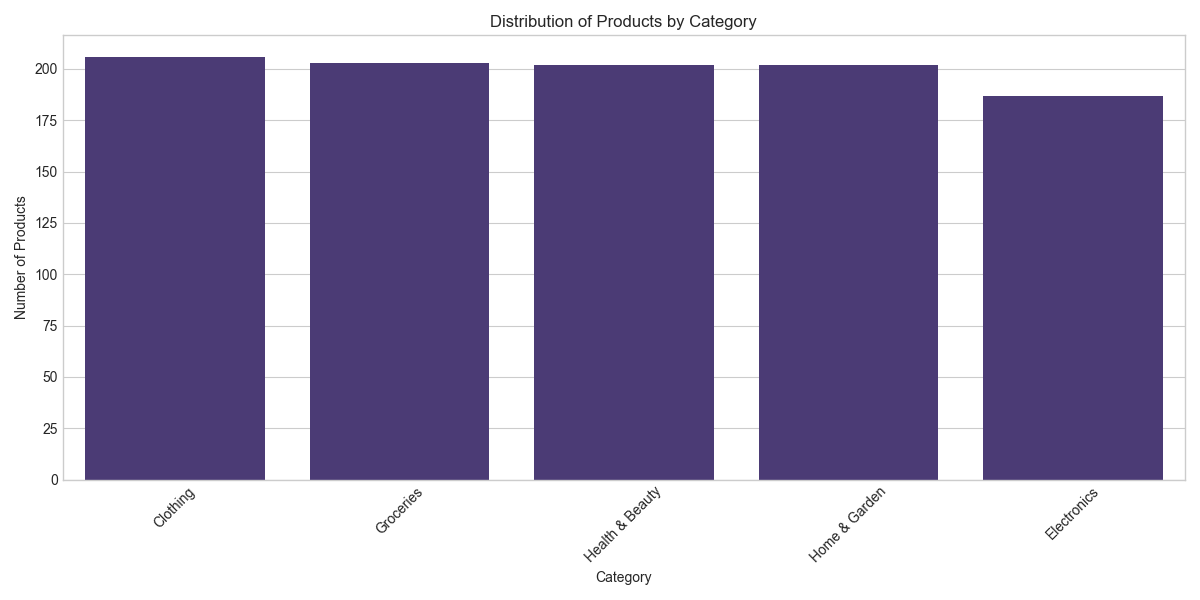 Distribution of Products by Category
Number of Products
200
175
150
125
100
75
50
25
0
Clothing
Groceries
Health & Beauty
Home & Garden
Electronics
Category